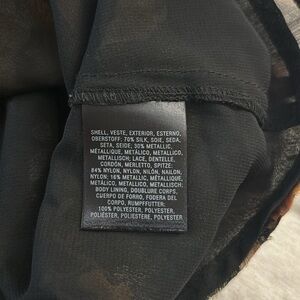 SHELL, VESTE, EXTERIOR, ESTERNO,
OBERSTOFF: 70% SILK, SOIE, SEDA,
SETA, SEIDE, 30% METALLIC,
METALLIQUE, METÁLICO, METALLICO,
METALLISCH; LACE, DENTELLE,
CORDÓN, MERLETTO, SPITZE:
84% NYLON, NYLON, NILÓN, NAILON,
NYLON; 16% METALLIC, METALLIQUE,
METÁLICO, METALLICO, METALLISCH;
BODY LINING, DOUBLURE CORPS,
CUERPO DE FORRO, FODERA DEL
CORPO, RUMPFFUTTER:
100% POLYESTER, POLYESTER,
POLIÉSTER, POLIESTERE, POLYESTER